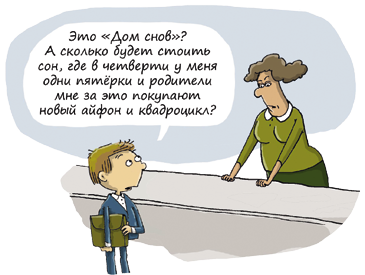 Это «Дом снов»?
А сколько будет стоить
сон, где в четверти у меня
одни пятёрки и родители
мне за это покупают
новый айфон и квадроцикл?